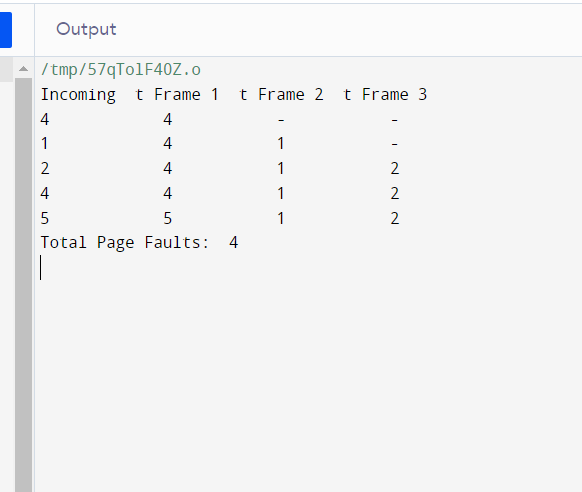 Output
/tmp/57qTolF4OZ.o
Incoming  t Frame 1  t Frame 2  t Frame 3
4            4           -           -
1            4           1           -
2            4           1           2
4            4           1           2
5            5           1           2
Total Page Faults:  4